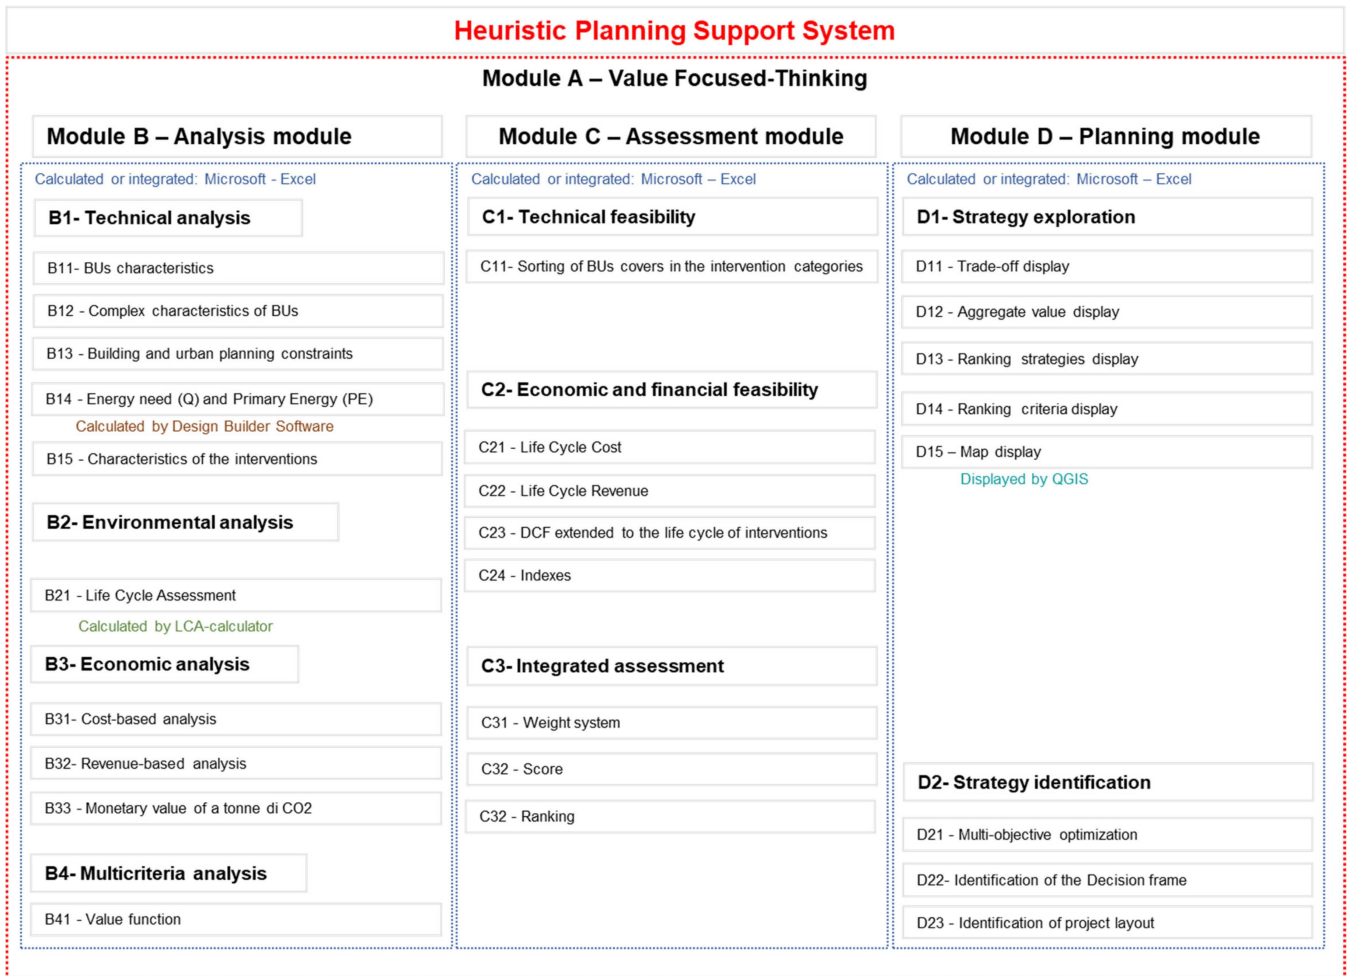 Heuristic Planning Support System
Module A – Value Focused-Thinking
Module B – Analysis module
Calculated or integrated: Microsoft - Excel
B1- Technical analysis
B11- BUs characteristics
B12 - Complex characteristics of BUs
B13 - Building and urban planning constraints
B14 - Energy need (Q) and Primary Energy (PE)
Calculated by Design Builder Software
B15 - Characteristics of the interventions
B2- Environmental analysis
B21 - Life Cycle Assessment
Calculated by LCA-calculator
B3- Economic analysis
B31- Cost-based analysis
B32- Revenue-based analysis
B33 - Monetary value of a tonne di CO2
B4- Multicriteria analysis
B41 - Value function
Module C – Assessment module
Calculated or integrated: Microsoft – Excel
C1- Technical feasibility
C11- Sorting of BUs covers in the intervention categories
C2- Economic and financial feasibility
C21 - Life Cycle Cost
C22 - Life Cycle Revenue
C23 - DCF extended to the life cycle of interventions
C24 - Indexes
C3- Integrated assessment
C31 - Weight system
C32 - Score
C32 - Ranking
Module D – Planning module
Calculated or integrated: Microsoft – Excel
D1- Strategy exploration
D11 - Trade-off display
D12 - Aggregate value display
D13 - Ranking strategies display
D14 - Ranking criteria display
D15 – Map display
Displayed by QGIS
D2- Strategy identification
D21 - Multi-objective optimization
D22- Identification of the Decision frame
D23 - Identification of project layout